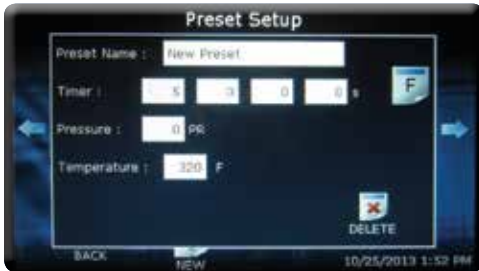 Preset Setup
Preset Name : New Preset
Timer : 5 3 0 0 s
F
Pressure : 0 PR
Temperature : 320 F
DELETE
BACK
NEW
10/25/2013 1:52 PM